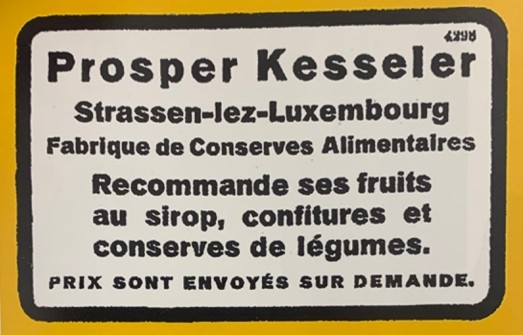 Prosper Kesseler
Strassen-lez-Luxembourg
Fabrique de Conserves Alimentaires
Recommande ses fruits
au sirop, confitures et
conserves de légumes.
PRIX SONT ENVOYÉS SUR DEMANDE.